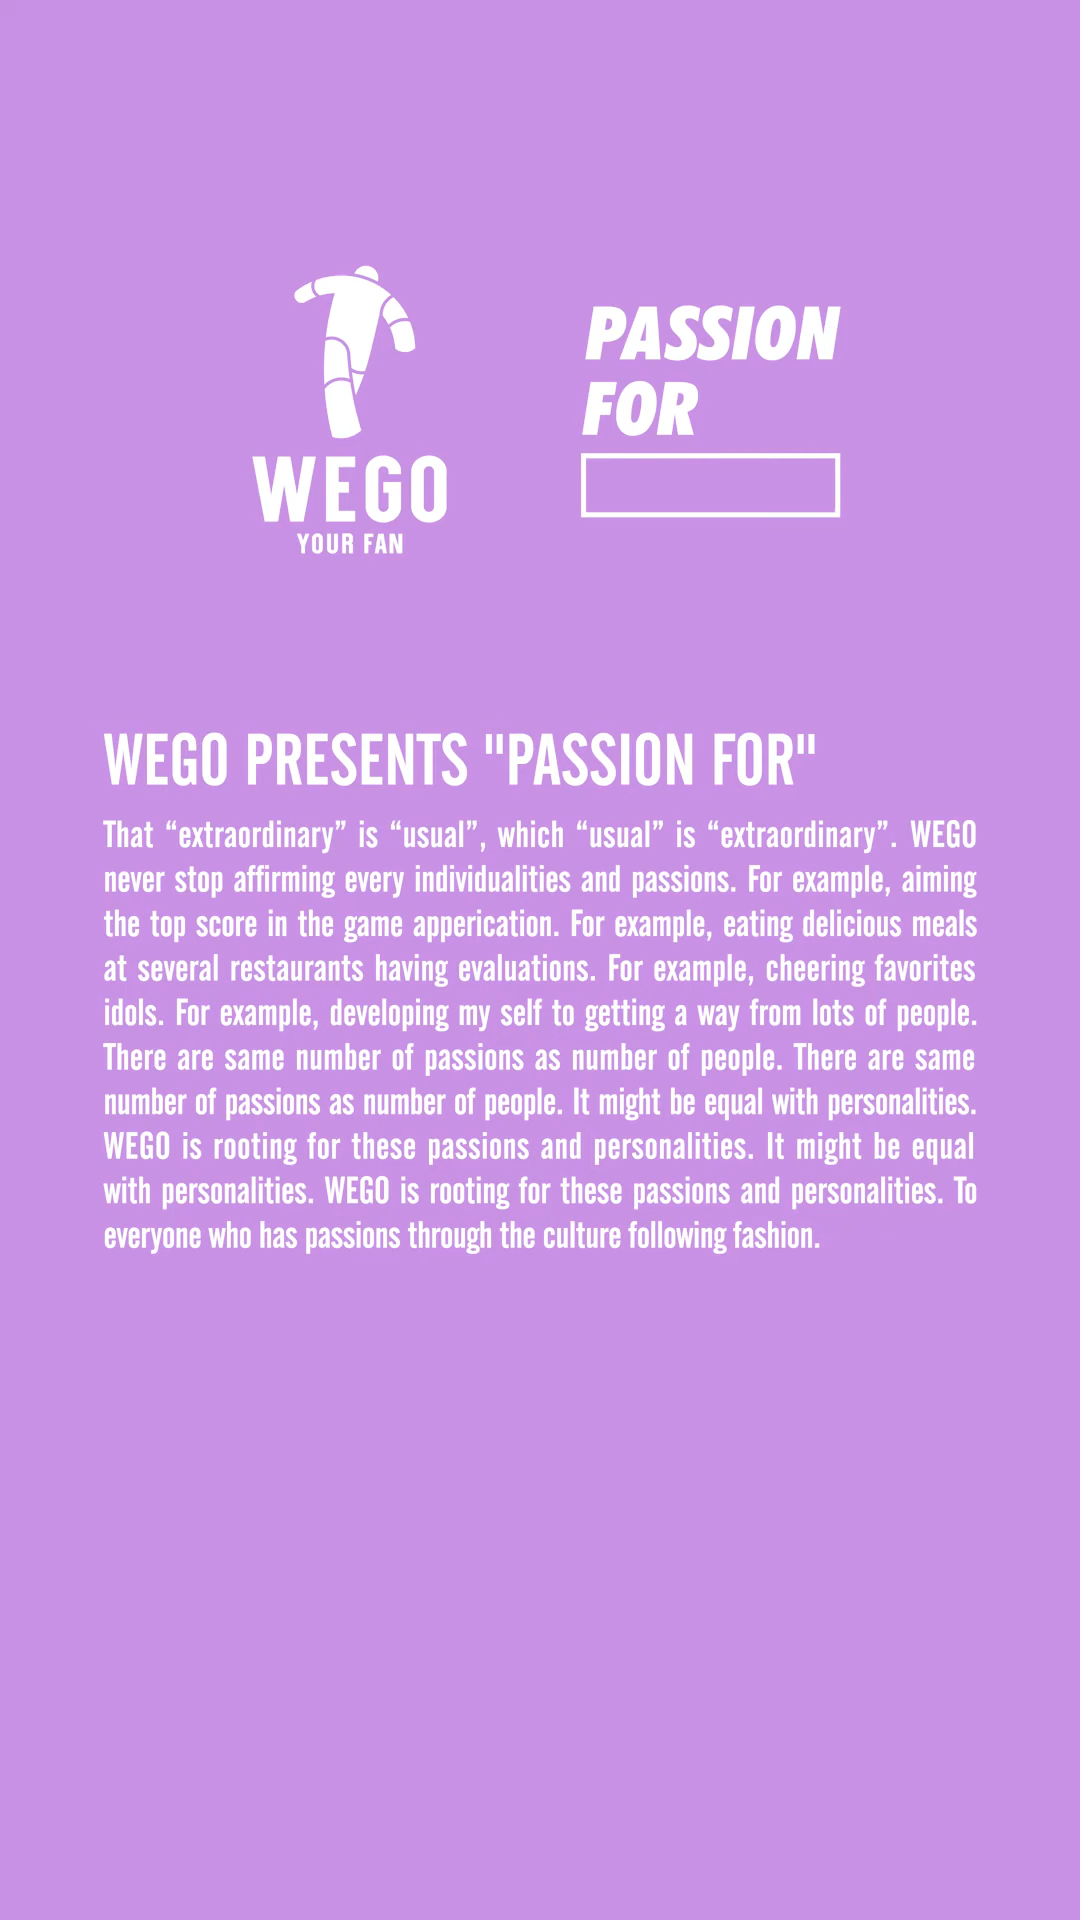 WEGO
YOUR FAN
PASSION
FOR
WEGO PRESENTS "PASSION FOR"
That “extraordinary” is “usual”, which “usual” is “extraordinary”. WEGO
never stop affirming every individualities and passions. For example, aiming
the top score in the game apperication. For example, eating delicious meals
at several restaurants having evaluations. For example, cheering favorites
idols. For example, developing my self to getting a way from lots of people.
There are same number of passions as number of people. There are same
number of passions as number of people. It might be equal with personalities.
WEGO is rooting for these passions and personalities. It might be equal
with personalities. WEGO is rooting for these passions and personalities. To
everyone who has passions through the culture following fashion.